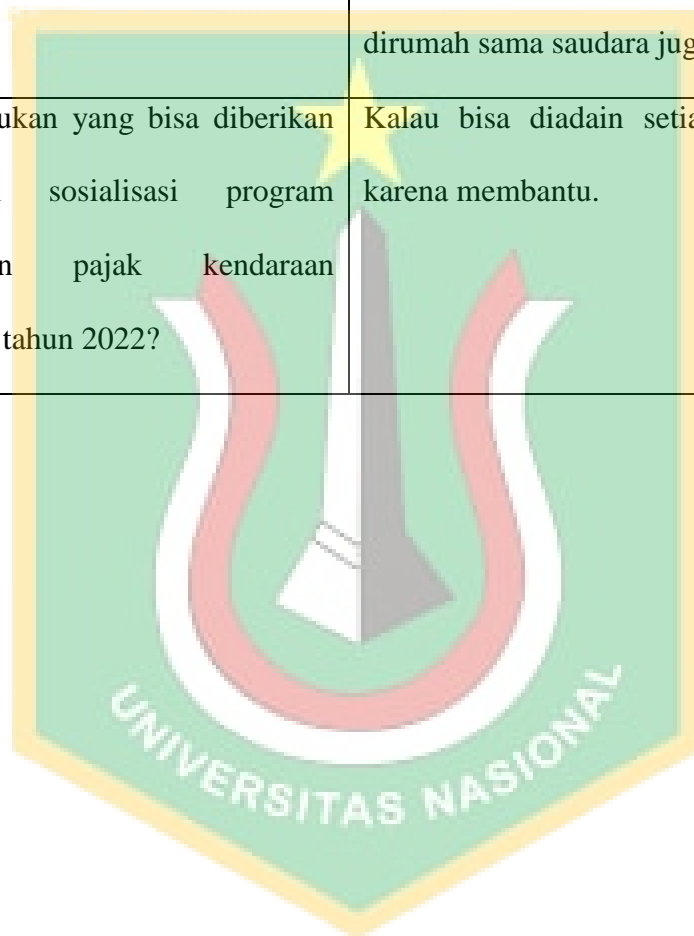 dirumah sama saudara jug
ukan yang bisa diberikan
sosialisasi program
n pajak kendaraan
tahun 2022?
Kalau bisa diadain setia
karena membantu.
UNIVERSITAS NASIONAL